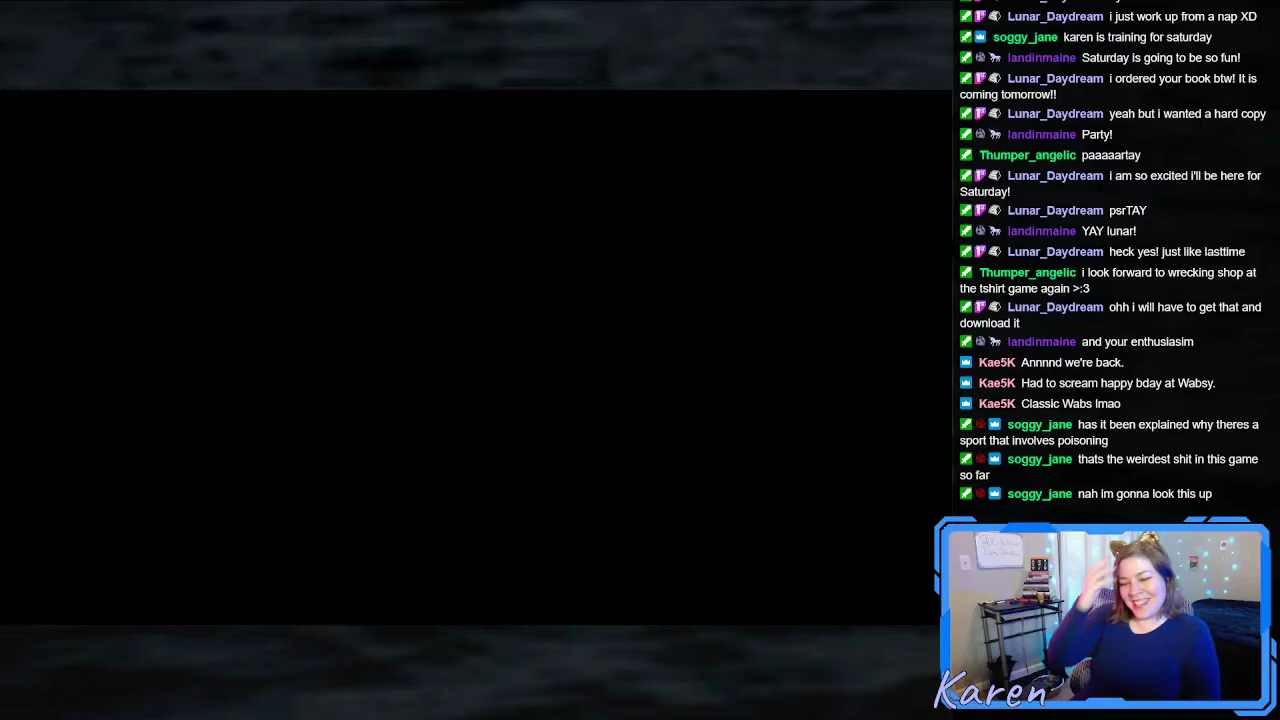 Lunar_Daydream i just work up from a nap XD
soggy_jane karen is training for saturday
landinmaine Saturday is going to be so fun!
Lunar_Daydream i ordered your book btw! It is
coming tomorrow!!
Lunar_Daydream yeah but i wanted a hard copy
landinmaine Party!
Thumper_angelic paaaaartay
Lunar_Daydream i am so excited i'll be here for
Saturday!
Lunar_Daydream psrTAY
landinmaine YAY lunar!
Lunar_Daydream heck yes! just like lasttime
Thumper_angelic i look forward to wrecking shop at
the tshirt game again >:3
Lunar_Daydream ohh i will have to get that and
download it
landinmaine and your enthusiasim
Kae5K Annnnd we're back.
Kae5K Had to scream happy bday at Wabsy.
Kae5K Classic Wabs lmao
soggy_jane has it been explained why theres a
sport that involves poisoning
soggy_jane thats the weirdest shit in this game
so far
soggy_jane nah im gonna look this up
Karen